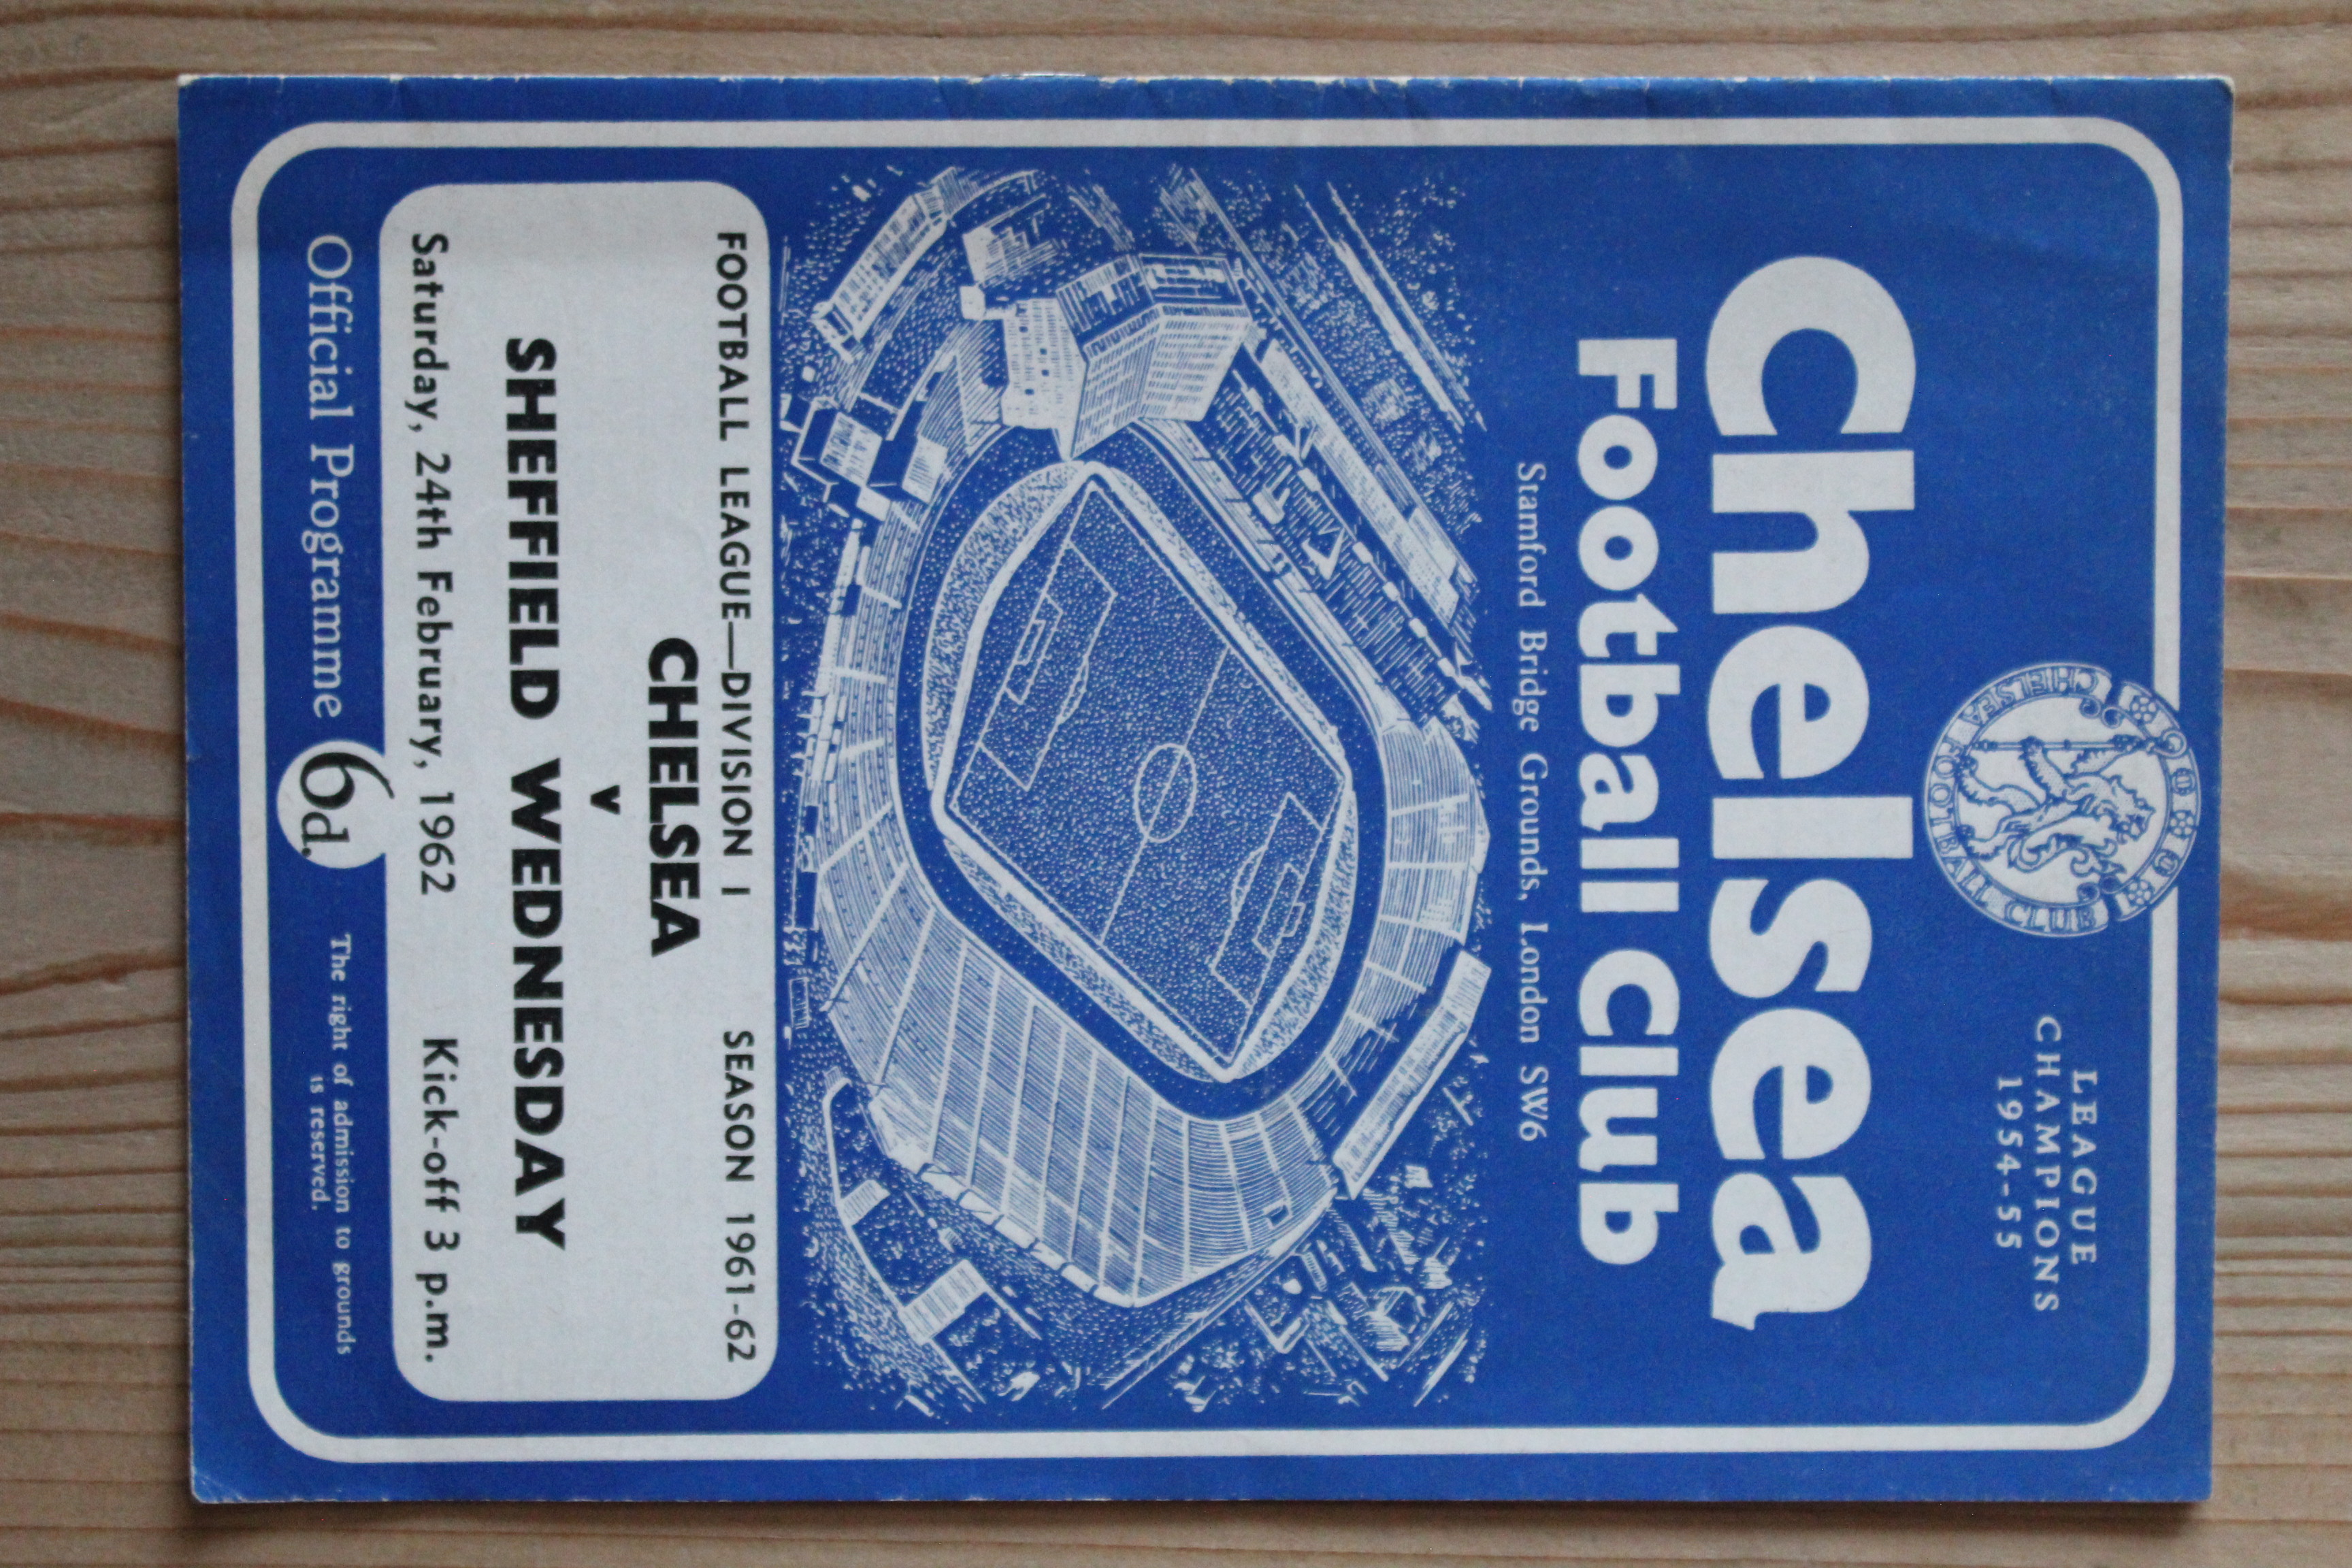 LEAGUE
CHAMPIONS
1954-55
CHELSEA FOOTBALL CLUB
Chelsea
Football Club
Stamford Bridge Grounds, London SW6
FOOTBALL LEAGUE—DIVISION I SEASON 1961-62
CHELSEA
v
SHEFFIELD WEDNESDAY
Saturday, 24th February, 1962 Kick-off 3 p.m.
Official Programme 6d. The right of admission to grounds
is reserved.